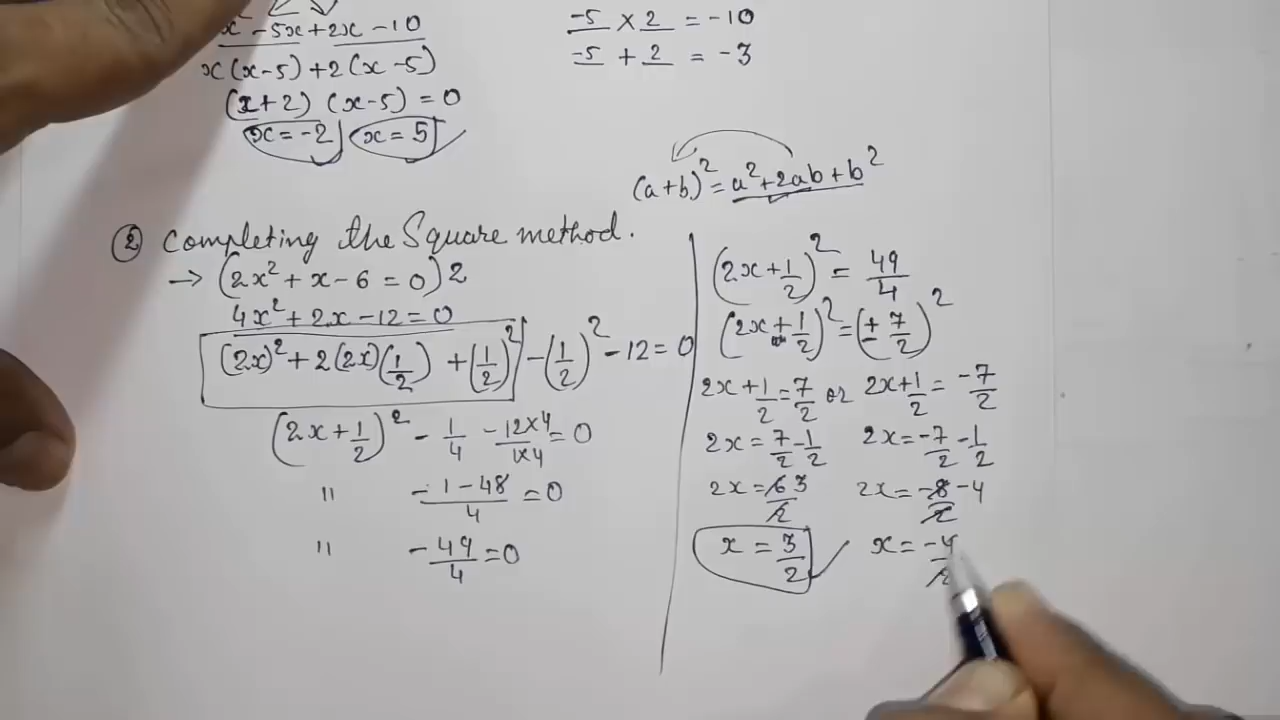 x² -5x+2x-10
x(x-5)+2(x-5)
(x+2) (x-5) = 0
x=-2 x=5
-5 × 2 = -10
-5 + 2 = -3
(a+b)² = a²+2ab+b²
② Completing the Square method.
→ (2x² + x - 6 = 0)2
4x²+2x-12=0
(2x)²+2(2x)(1/2) +(1/2)² -(1/2)² -12=0
(2x+1/2)² - 1/4 -12×4/1×4 = 0
" -1-48/4 = 0
" -49/4 = 0
(2x+1/2)² = 49/4
(2x+1/2)² = (±7/2)²
2x+1/2 = 7/2 or 2x+1/2 = -7/2
2x = 7/2 - 1/2 2x = -7/2 - 1/2
2x = 6 3/2 2x = -8 -4/2
x = 3/2 x = -4/2